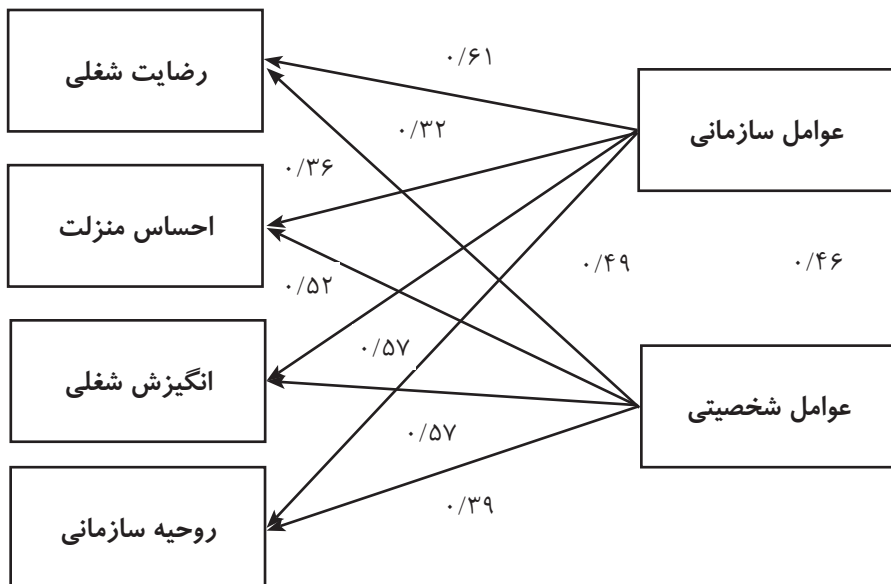 رضایت شغلی
۰/۶۱
عوامل سازمانی
۰/۳۲
۰/۳۶
احساس منزلت
۰/۴۹
۰/۴۶
۰/۵۲
انگیزش شغلی
۰/۵۷
عوامل شخصیتی
۰/۵۷
روحیه سازمانی
۰/۳۹